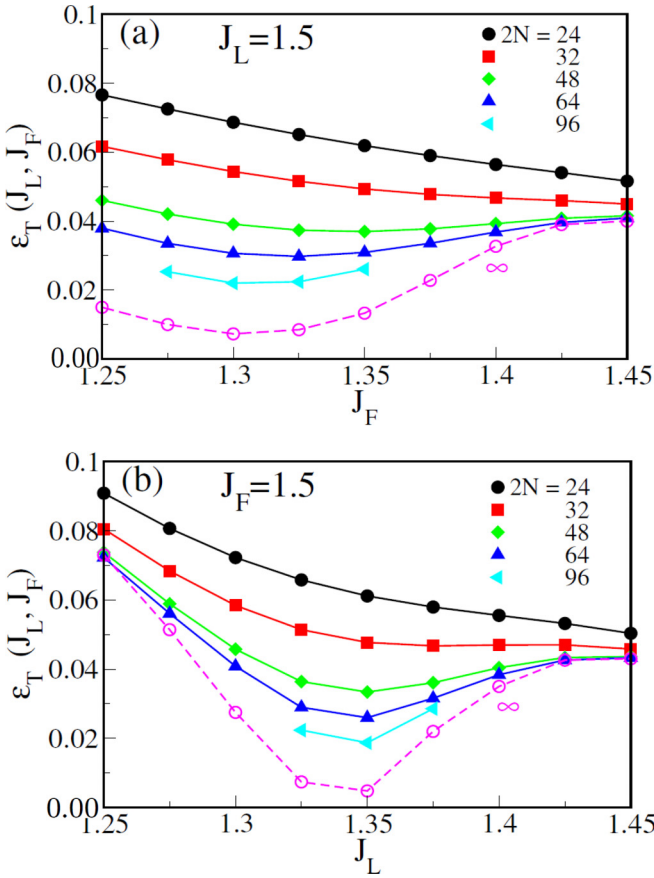 (a) J_L=1.5
2N = 24
32
48
64
96
0.1
0.08
0.06
0.04
0.02
0.00
ε_T (J_L, J_F)
∞
1.25 1.3 1.35 1.4 1.45
J_F
(b) J_F=1.5
2N = 24
32
48
64
96
0.1
0.08
0.06
0.04
0.02
0.00
ε_T (J_L, J_F)
∞
1.25 1.3 1.35 1.4 1.45
J_L